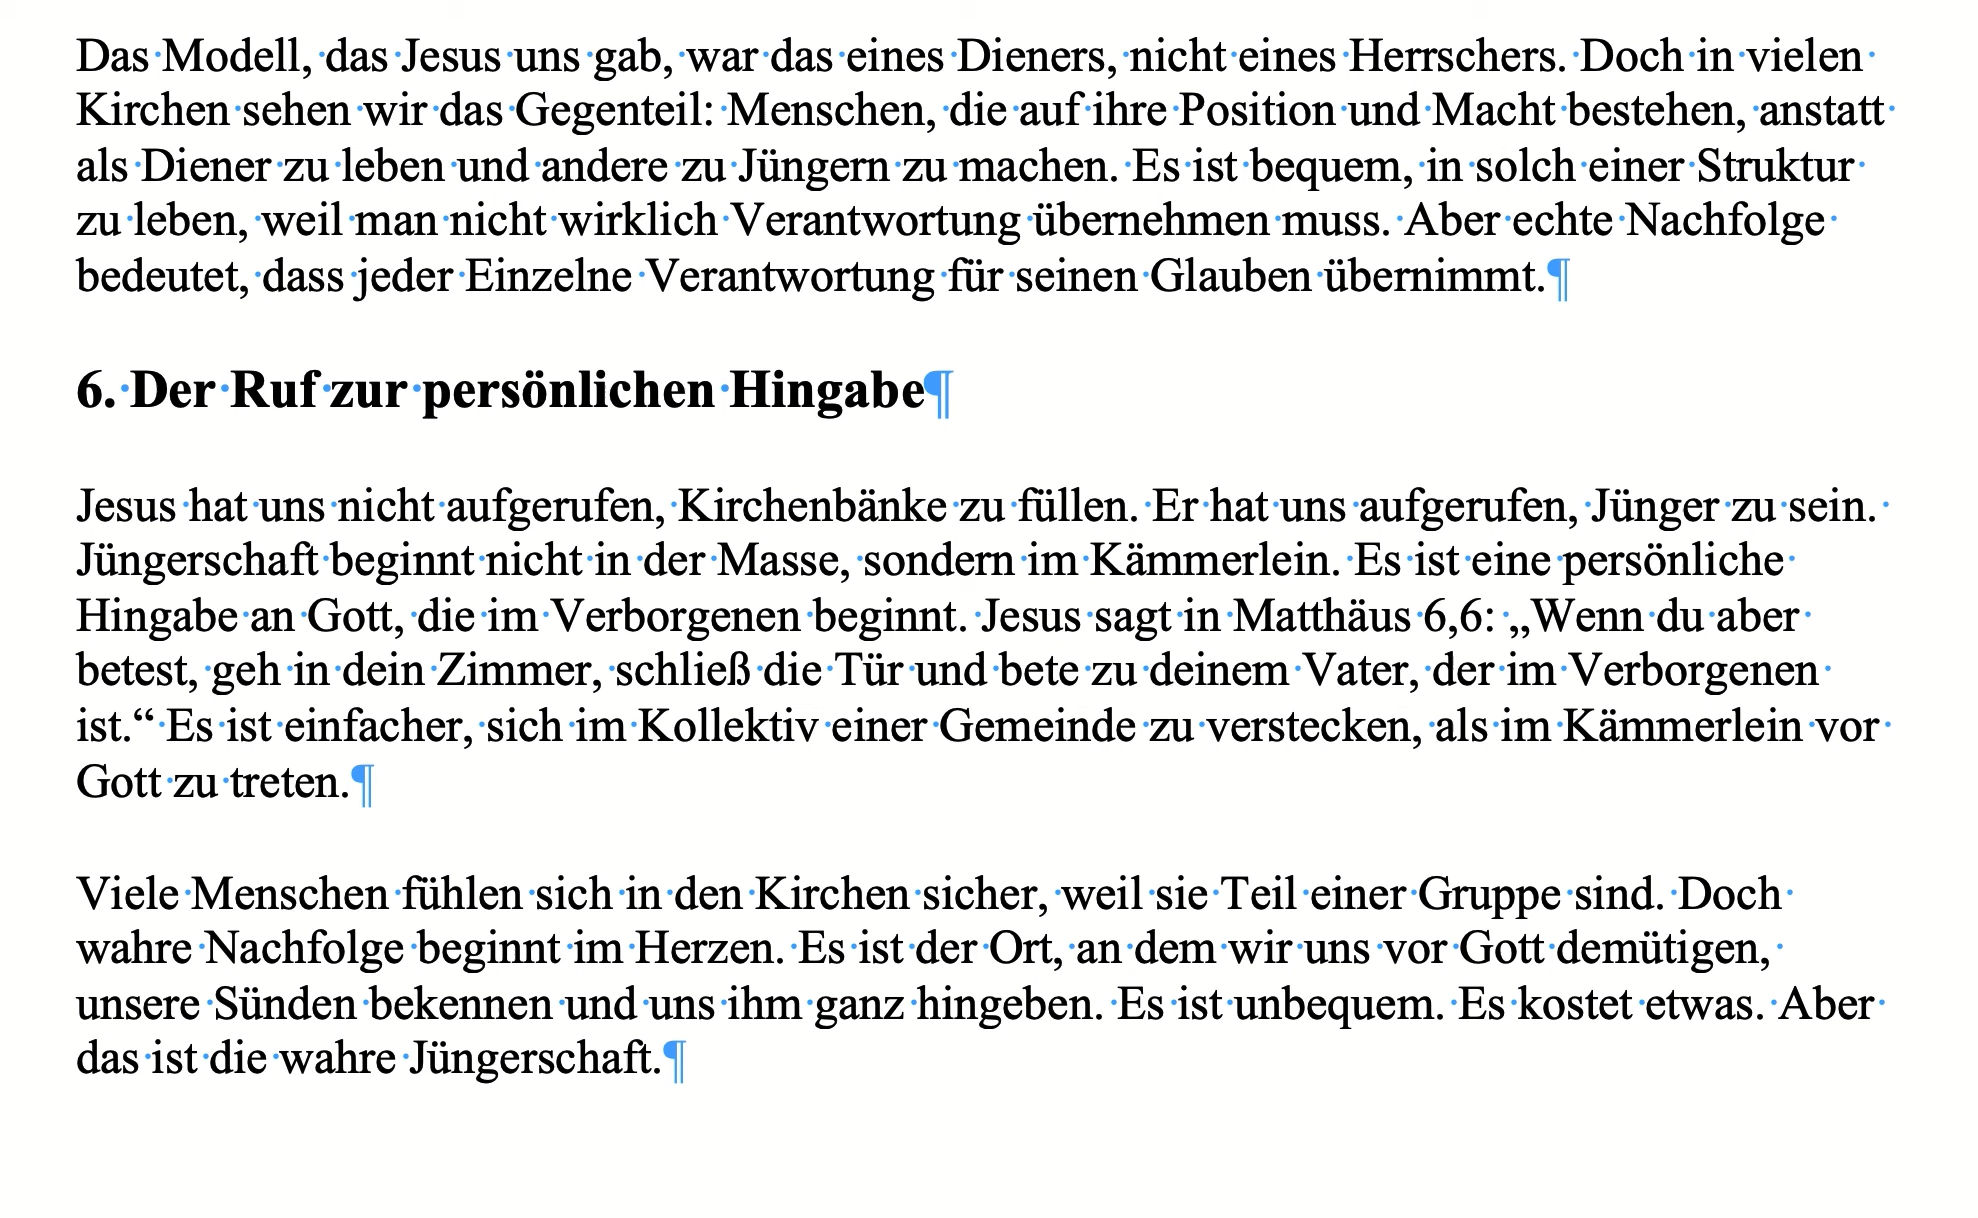 Das Modell, das Jesus uns gab, war das eines Dieners, nicht eines Herrschers. Doch in vielen
Kirchen sehen wir das Gegenteil: Menschen, die auf ihre Position und Macht bestehen, anstatt
als Diener zu leben und andere zu Jüngern zu machen. Es ist bequem, in solch einer Struktur
zu leben, weil man nicht wirklich Verantwortung übernehmen muss. Aber echte Nachfolge
bedeutet, dass jeder Einzelne Verantwortung für seinen Glauben übernimmt.¶
6. Der Ruf zur persönlichen Hingabe¶
Jesus hat uns nicht aufgerufen, Kirchenbänke zu füllen. Er hat uns aufgerufen, Jünger zu sein.
Jüngerschaft beginnt nicht in der Masse, sondern im Kämmerlein. Es ist eine persönliche
Hingabe an Gott, die im Verborgenen beginnt. Jesus sagt in Matthäus 6,6: „Wenn du aber
betest, geh in dein Zimmer, schließ die Tür und bete zu deinem Vater, der im Verborgenen
ist.“ Es ist einfacher, sich im Kollektiv einer Gemeinde zu verstecken, als im Kämmerlein vor
Gott zu treten.¶
Viele Menschen fühlen sich in den Kirchen sicher, weil sie Teil einer Gruppe sind. Doch
wahre Nachfolge beginnt im Herzen. Es ist der Ort, an dem wir uns vor Gott demütigen,
unsere Sünden bekennen und uns ihm ganz hingeben. Es ist unbequem. Es kostet etwas. Aber
das ist die wahre Jüngerschaft.¶